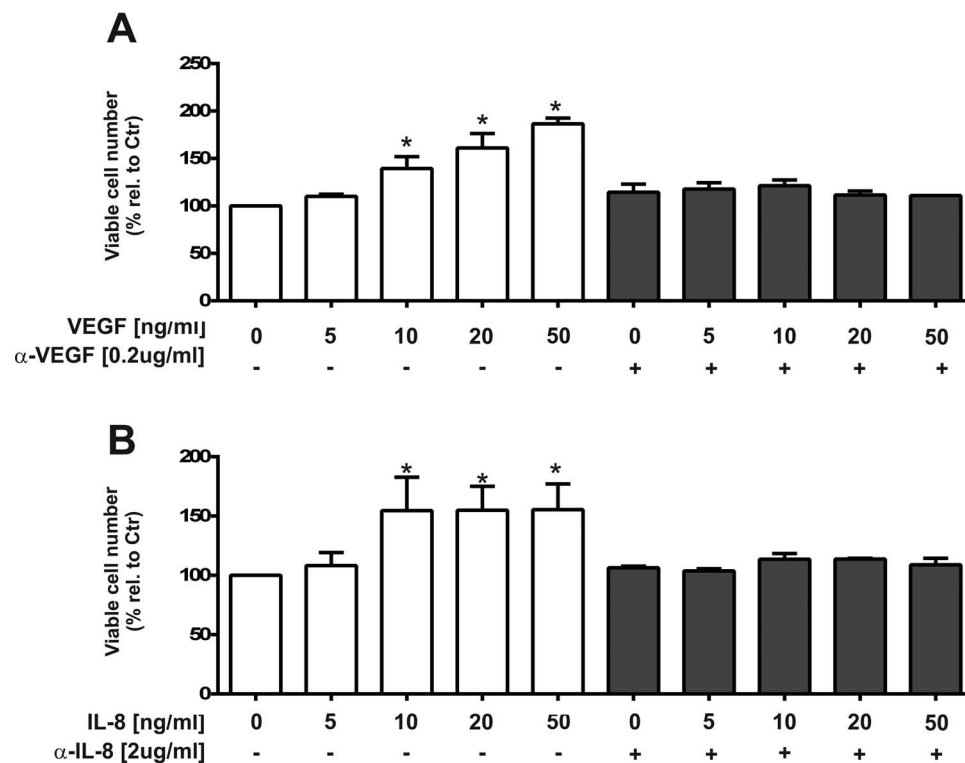 A
Viable cell number
(% rel. to Ctr)
250
200
150
100
50
0
* * *
VEGF [ng/ml] 0 5 10 20 50 0 5 10 20 50
α-VEGF [0.2ug/ml] - - - - - + + + + +
B
Viable cell number
(% rel. to Ctr)
200
150
100
50
0
* * *
IL-8 [ng/ml] 0 5 10 20 50 0 5 10 20 50
α-IL-8 [2ug/ml] - - - - - + + + + +